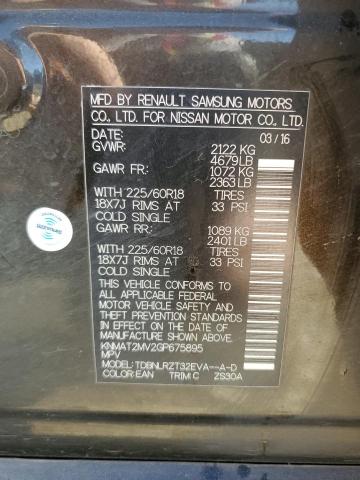 MFD BY RENAULT SAMSUNG MOTORS
CO., LTD. FOR NISSAN MOTOR CO., LTD.
DATE: 03/16
GVWR: 2122 KG
4679LB
GAWR FR: 1072 KG
2363LB
WITH 225/60R18 TIRES
18X7J RIMS AT 33 PSI
COLD SINGLE
GAWR RR: 1089 KG
2401LB
WITH 225/60R18 TIRES
18X7J RIMS AT 33 PSI
COLD SINGLE
THIS VEHICLE CONFORMS TO
ALL APPLICABLE FEDERAL
MOTOR VEHICLE SAFETY, BUMPER
AND THEFT PREVENTION STANDARDS
IN EFFECT ON THE DATE OF
MANUFACTURE SHOWN ABOVE.
KNMAT2MV2GP675895
MPV
MODEL: TDBNLRZT32EVA--A-D
COLOR:EAN TRIM:C ZS30A